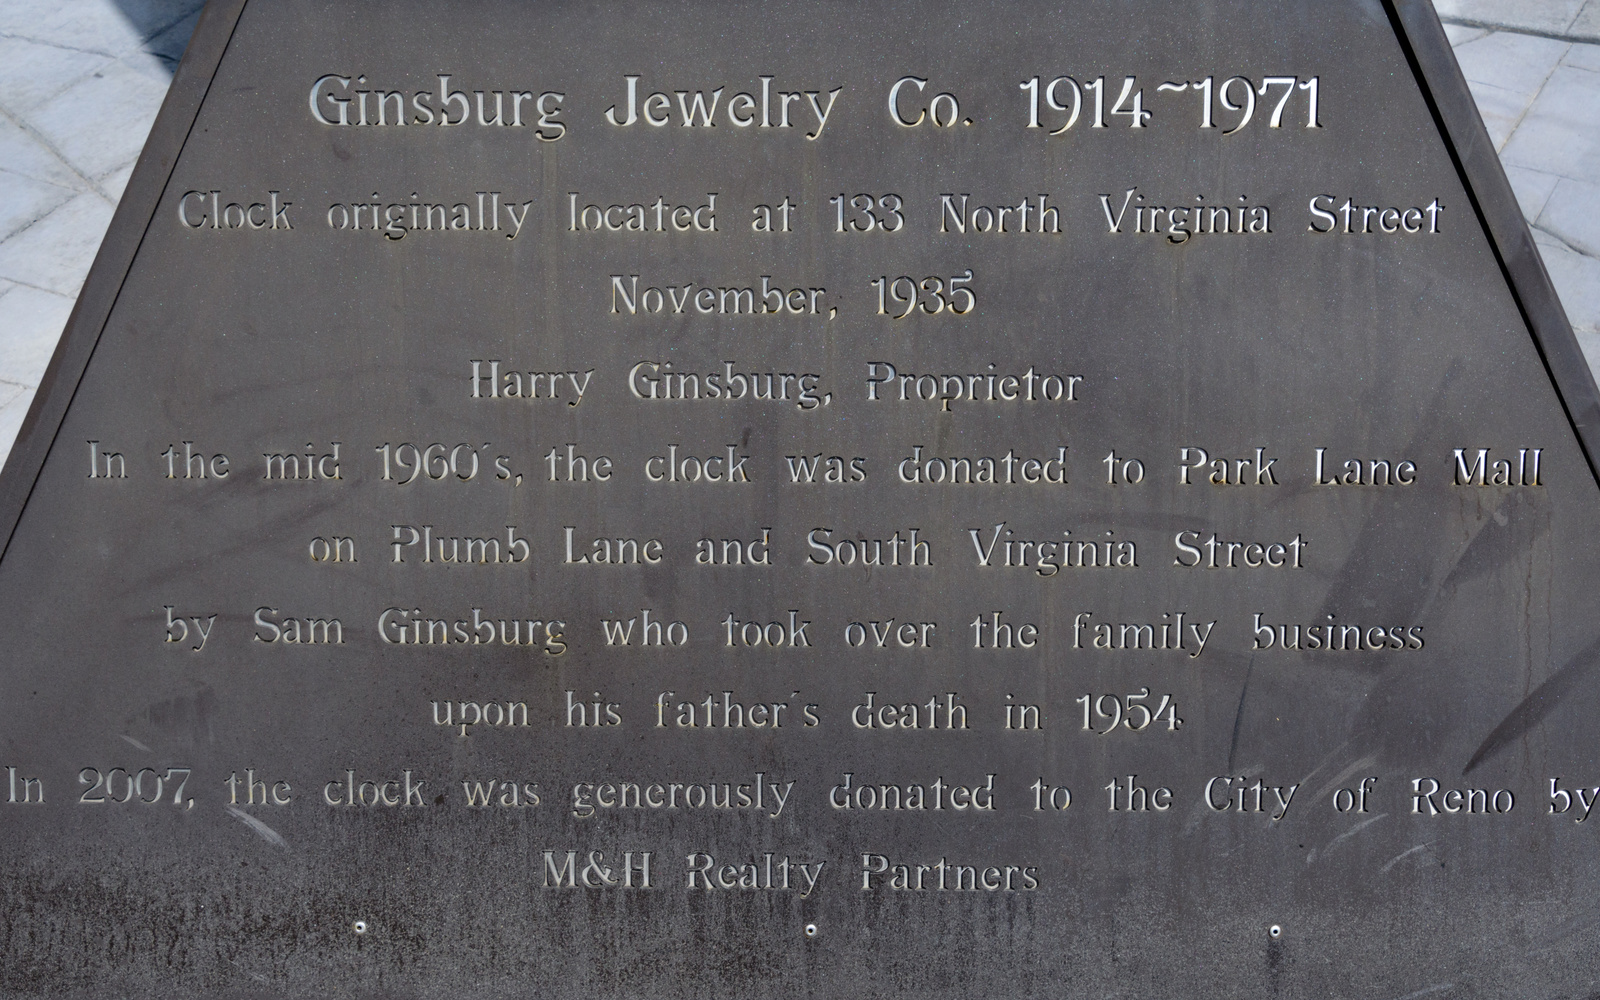 Ginsburg Jewelry Co. 1914~1971
Clock originally located at 133 North Virginia Street
November, 1935
Harry Ginsburg, Proprietor
In the mid 1960´s, the clock was donated to Park Lane Mall
on Plumb Lane and South Virginia Street
by Sam Ginsburg who took over the family business
upon his father´s death in 1954
In 2007, the clock was generously donated to the City of Reno by
M&H Realty Partners